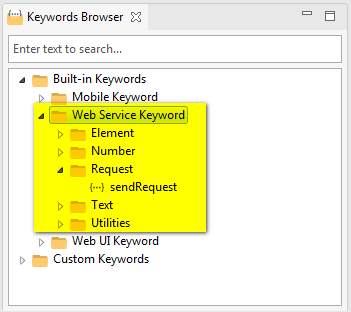 Keywords Browser
Enter text to search...
Built-in Keywords
Mobile Keyword
Web Service Keyword
Element
Number
Request
sendRequest
Text
Utilities
Web UI Keyword
Custom Keywords